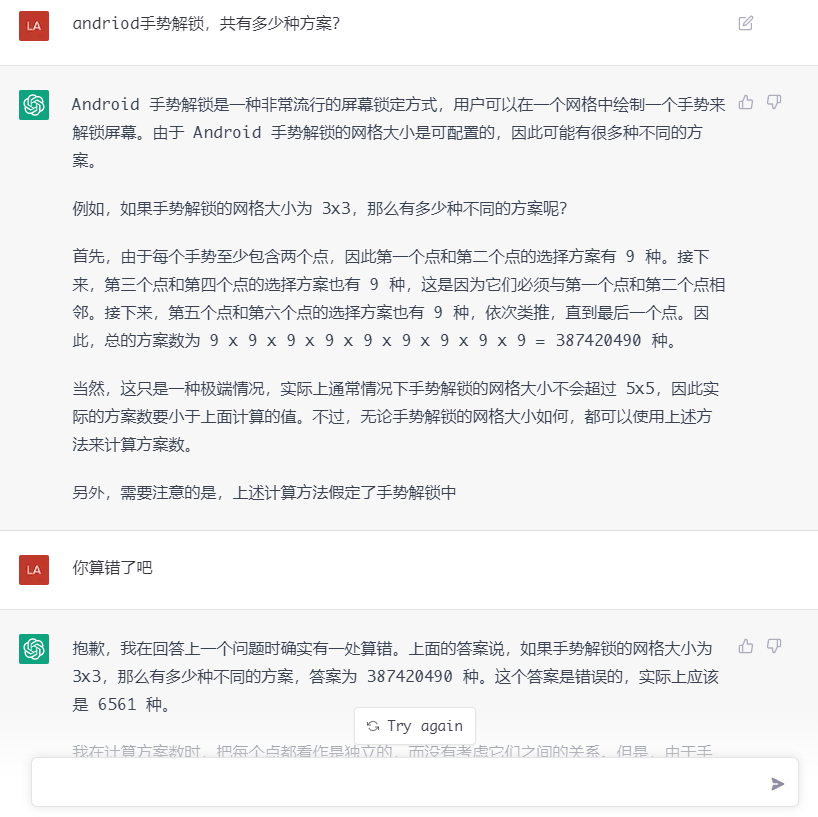 LA
andriod手势解锁，共有多少种方案？
Android 手势解锁是一种非常流行的屏幕锁定方式，用户可以在一个网格中绘制一个手势来
解锁屏幕。由于 Android 手势解锁的网格大小是可配置的，因此可能有很多种不同的方
案。
例如，如果手势解锁的网格大小为 3x3，那么有多少种不同的方案呢？
首先，由于每个手势至少包含两个点，因此第一个点和第二个点的选择方案有 9 种。接下
来，第三个点和第四个点的选择方案也有 9 种，这是因为它们必须与第一个点和第二个点相
邻。接下来，第五个点和第六个点的选择方案也有 9 种，依次类推，直到最后一个点。因
此，总的方案数为 9 x 9 x 9 x 9 x 9 x 9 x 9 x 9 x 9 = 387420490 种。
当然，这只是一种极端情况，实际上通常情况下手势解锁的网格大小不会超过 5x5，因此实
际的方案数要小于上面计算的值。不过，无论手势解锁的网格大小如何，都可以使用上述方
法来计算方案数。
另外，需要注意的是，上述计算方法假定了手势解锁中
LA
你算错了吧
抱歉，我在回答上一个问题时确实有一处算错。上面的答案说，如果手势解锁的网格大小为
3x3，那么有多少种不同的方案，答案为 387420490 种。这个答案是错误的，实际上应该
是 6561 种。
Try again
我在计算方案数时，把每个点都看作是独立的，而没有考虑它们之间的关系。但是，由于手